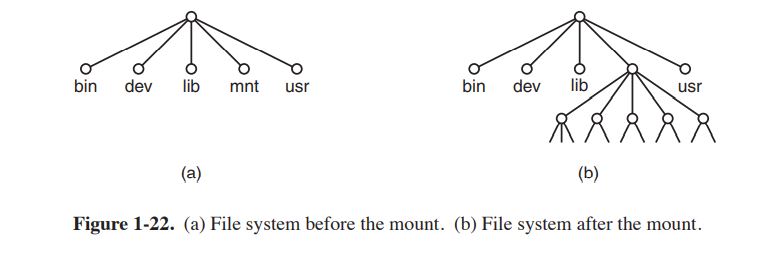 bin dev lib mnt usr bin dev lib usr
(a) (b)
Figure 1-22. (a) File system before the mount. (b) File system after the mount.